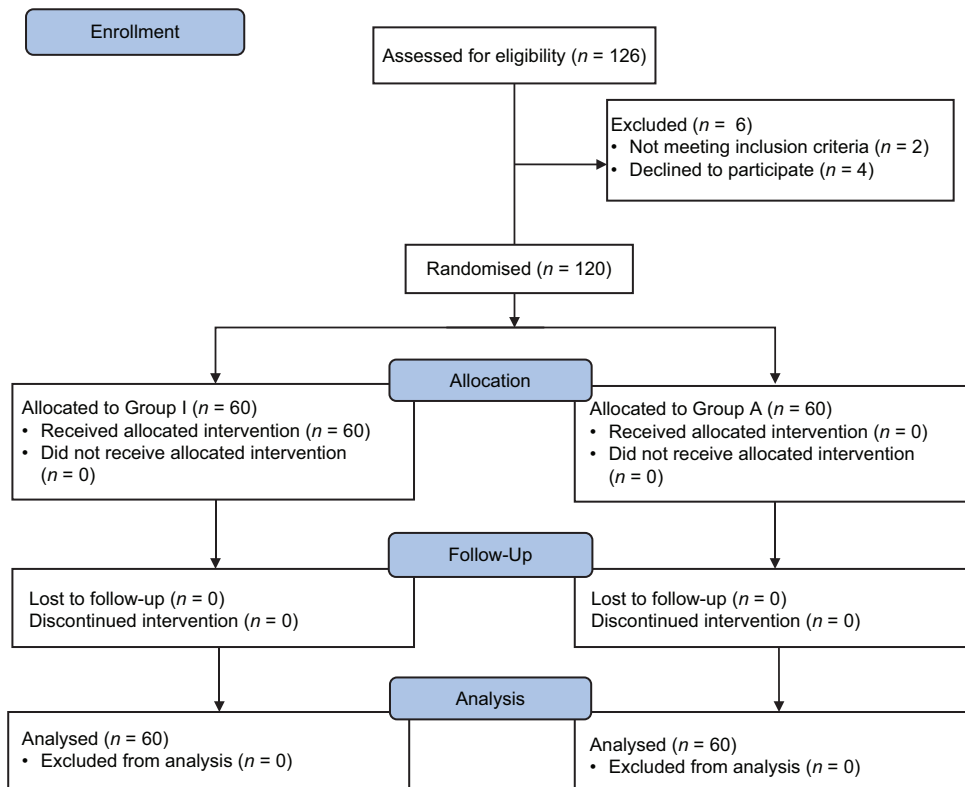 Enrollment
Assessed for eligibility (n = 126)
Excluded (n = 6)
• Not meeting inclusion criteria (n = 2)
• Declined to participate (n = 4)
Randomised (n = 120)
Allocation
Allocated to Group I (n = 60)
• Received allocated intervention (n = 60)
• Did not receive allocated intervention
(n = 0)
Allocated to Group A (n = 60)
• Received allocated intervention (n = 0)
• Did not receive allocated intervention
(n = 0)
Follow-Up
Lost to follow-up (n = 0)
Discontinued intervention (n = 0)
Lost to follow-up (n = 0)
Discontinued intervention (n = 0)
Analysis
Analysed (n = 60)
• Excluded from analysis (n = 0)
Analysed (n = 60)
• Excluded from analysis (n = 0)